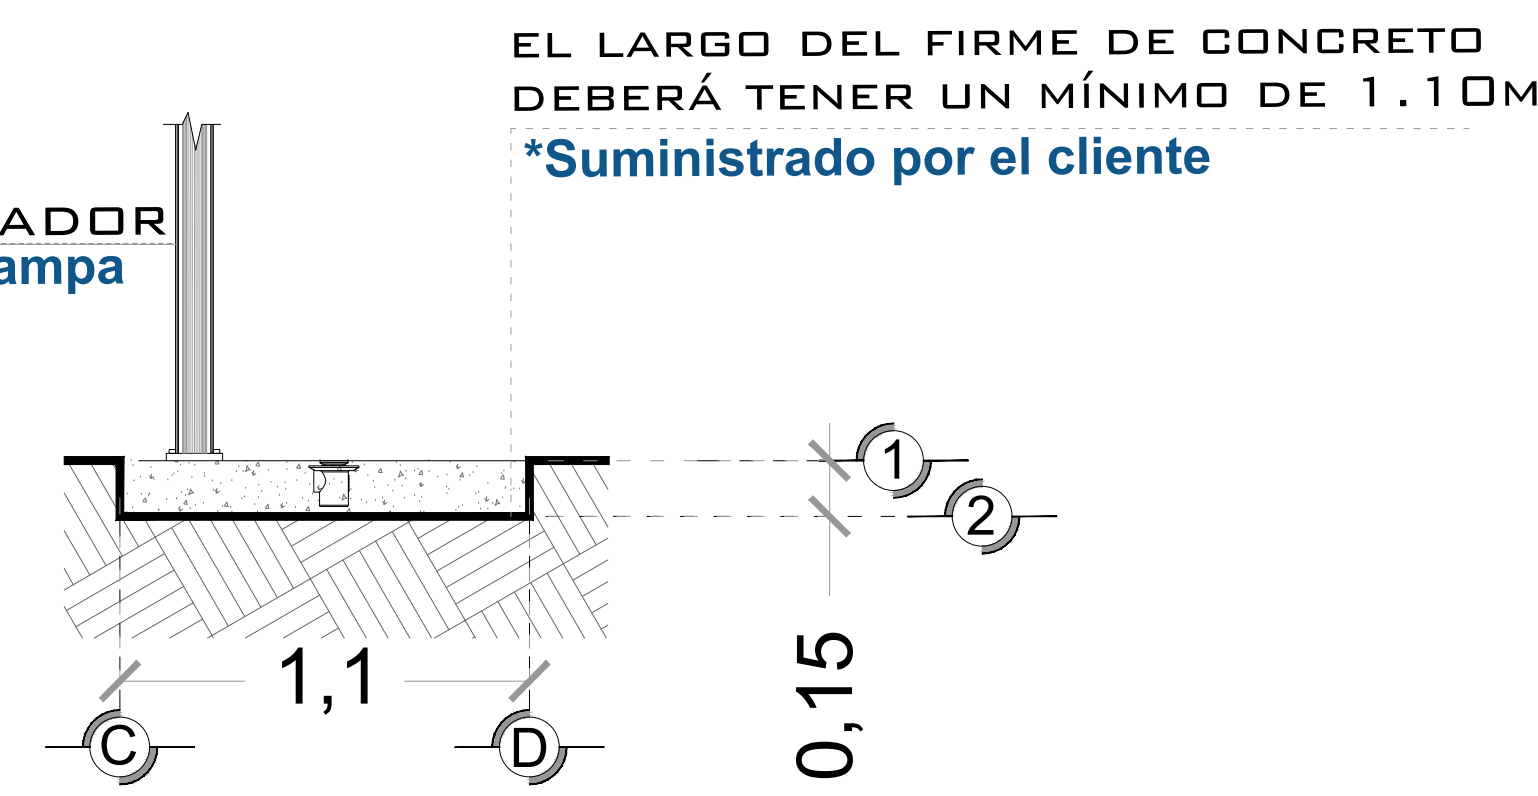 EL LARGO DEL FIRME DE CONCRETO
DEBERÁ TENER UN MÍNIMO DE 1.10M
*Suministrado por el cliente
ADOR
ampa
1
2
1,1
0,15
C
D